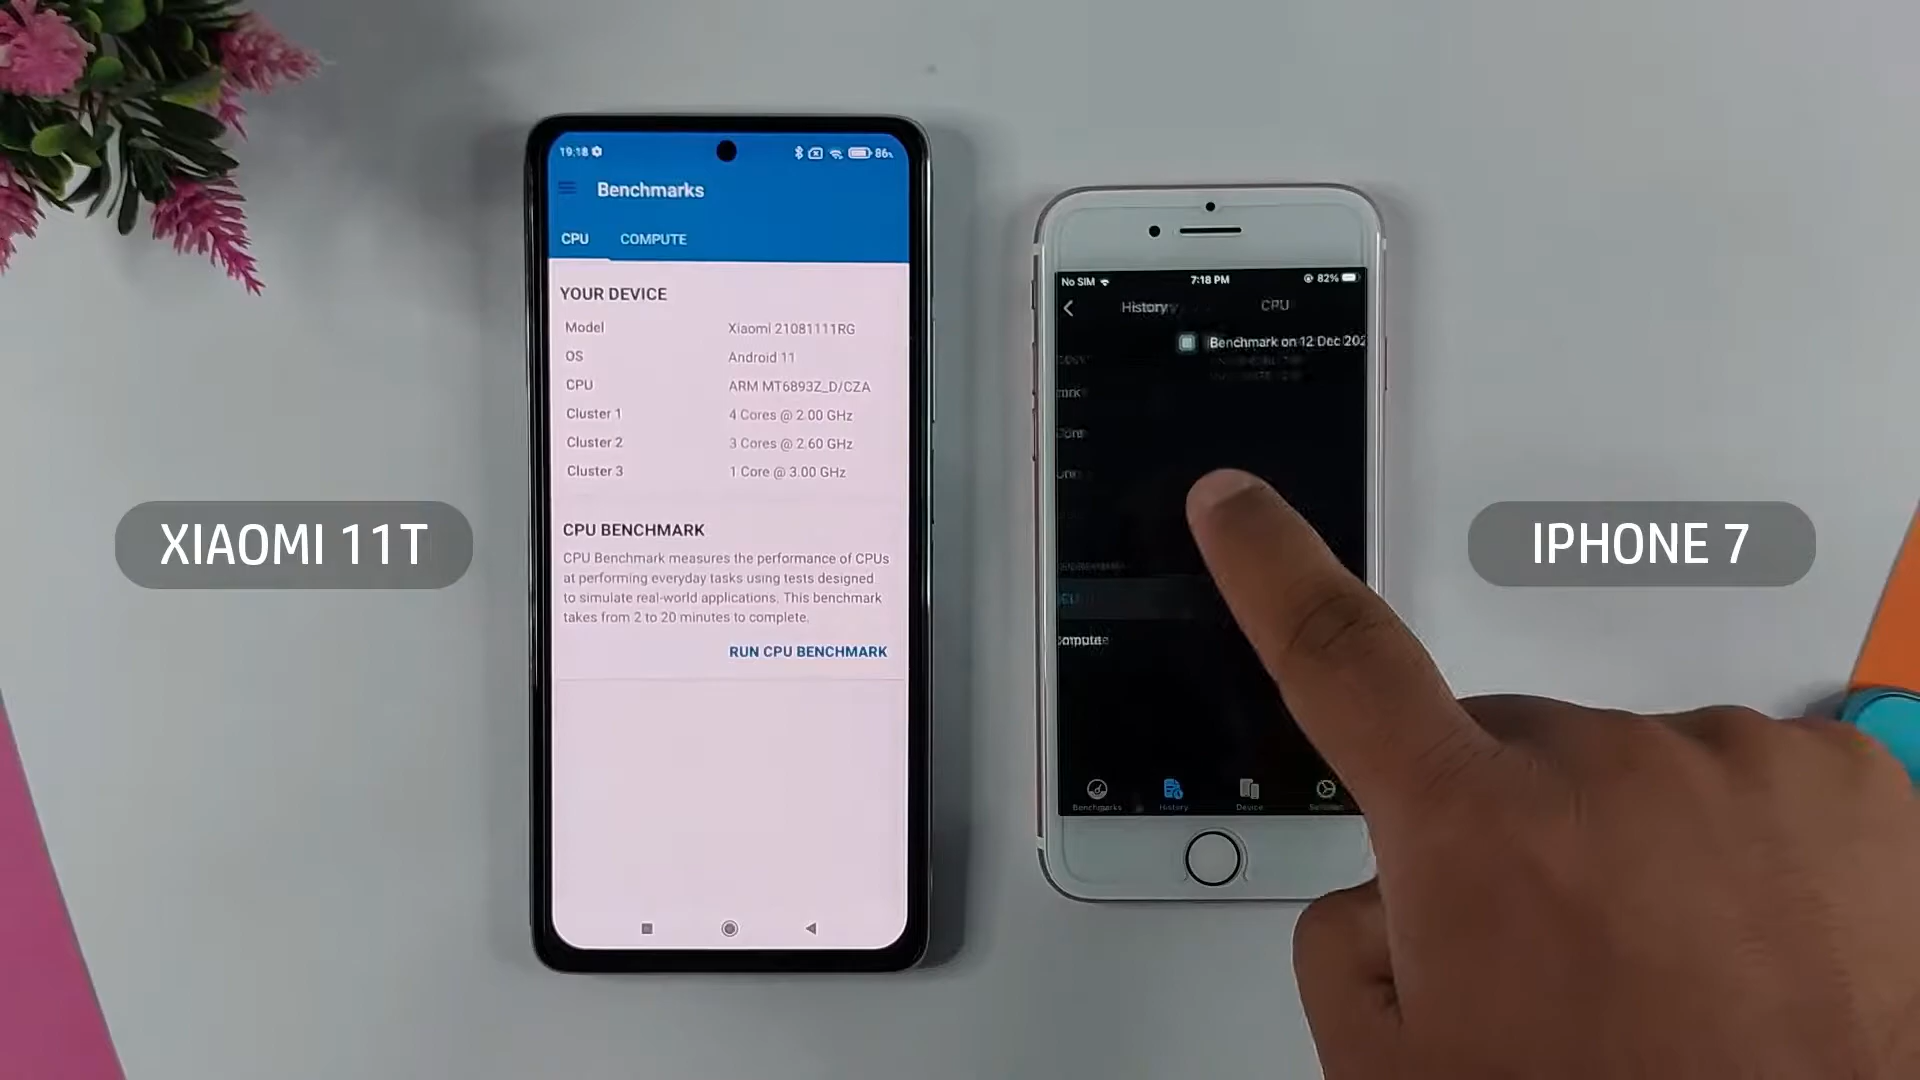 19:18
86%
Benchmarks
CPU COMPUTE
YOUR DEVICE
Model Xiaomi 21081111RG
OS Android 11
CPU ARM MT6893Z_D/CZA
Cluster 1 4 Cores @ 2.00 GHz
Cluster 2 3 Cores @ 2.60 GHz
Cluster 3 1 Core @ 3.00 GHz
CPU BENCHMARK
CPU Benchmark measures the performance of CPUs
at performing everyday tasks using tests designed
to simulate real-world applications. This benchmark
takes from 2 to 20 minutes to complete.
RUN CPU BENCHMARK
XIAOMI 11T
No SIM 7:18 PM 82%
History CPU
Benchmark on 12 Dec 202
Benchmarks History Device
IPHONE 7